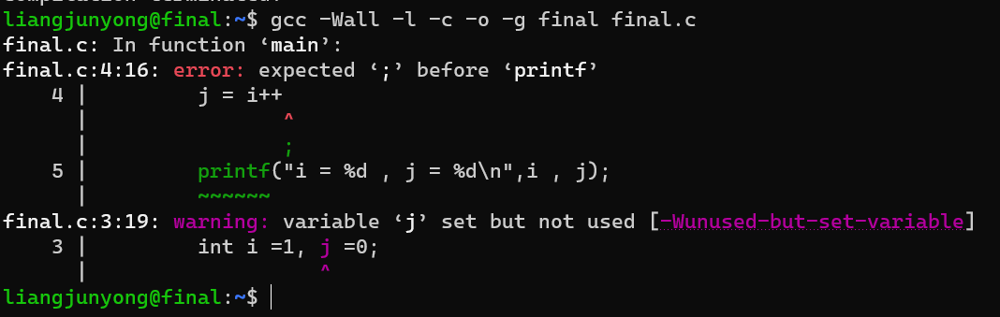 compilation terminated.
liangjunyong@final:~$ gcc -Wall -l -c -o -g final final.c
final.c: In function ‘main’:
final.c:4:16: error: expected ‘;’ before ‘printf’
    4 |         j = i++
      |                ^
      |                ;
    5 |         printf("i = %d , j = %d\n",i , j);
      |         ~~~~~~
final.c:3:19: warning: variable ‘j’ set but not used [-Wunused-but-set-variable]
    3 |         int i =1, j =0;
      |                   ^
liangjunyong@final:~$